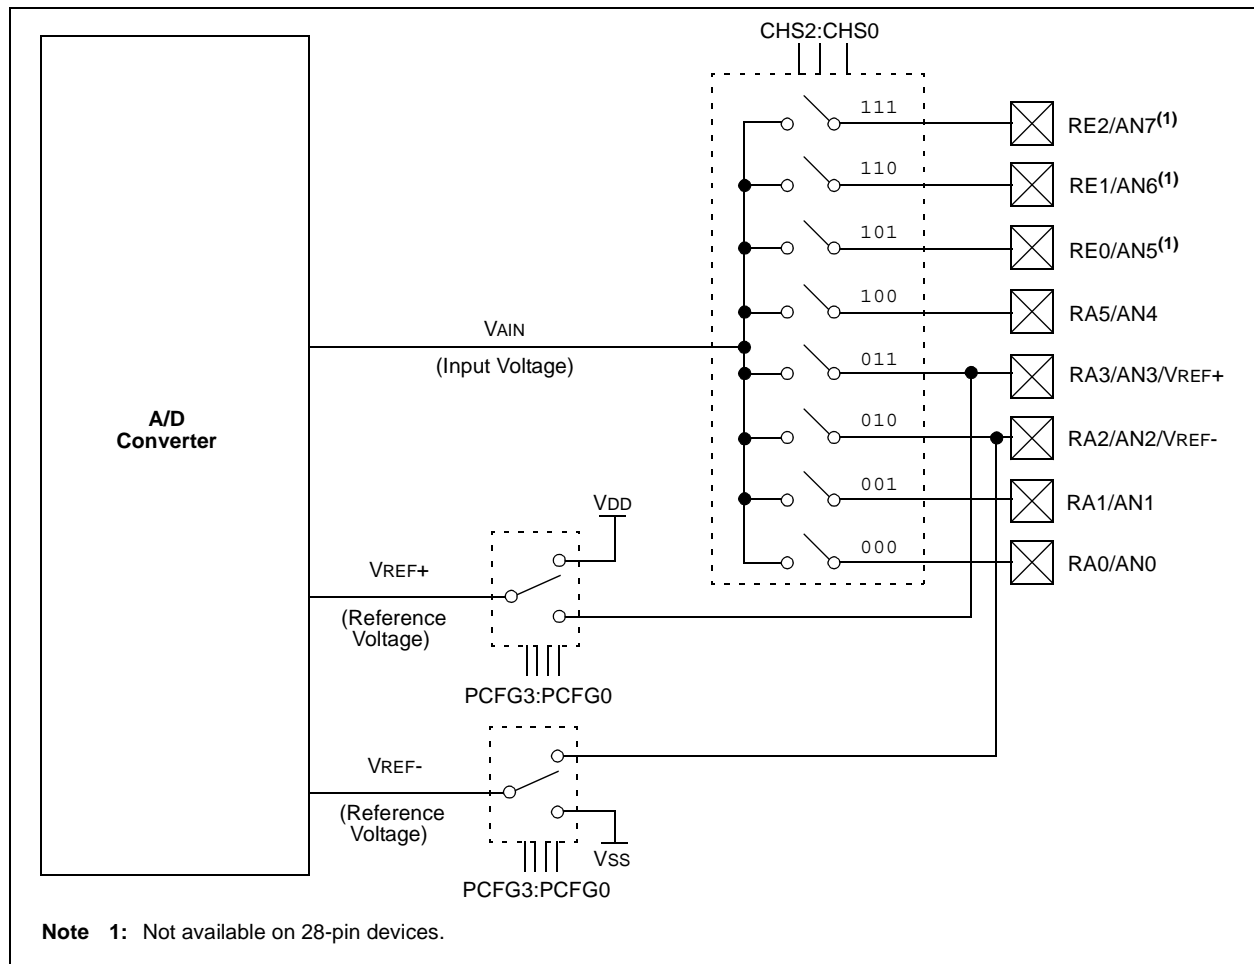 CHS2:CHS0
111
RE2/AN7(1)
110
RE1/AN6(1)
101
RE0/AN5(1)
100
RA5/AN4
VAIN
(Input Voltage)
011
RA3/AN3/VREF+
A/D
Converter
010
RA2/AN2/VREF-
001
RA1/AN1
VDD
000
RA0/AN0
VREF+
(Reference
Voltage)
PCFG3:PCFG0
VREF-
(Reference
Voltage)
VSS
PCFG3:PCFG0
Note 1: Not available on 28-pin devices.